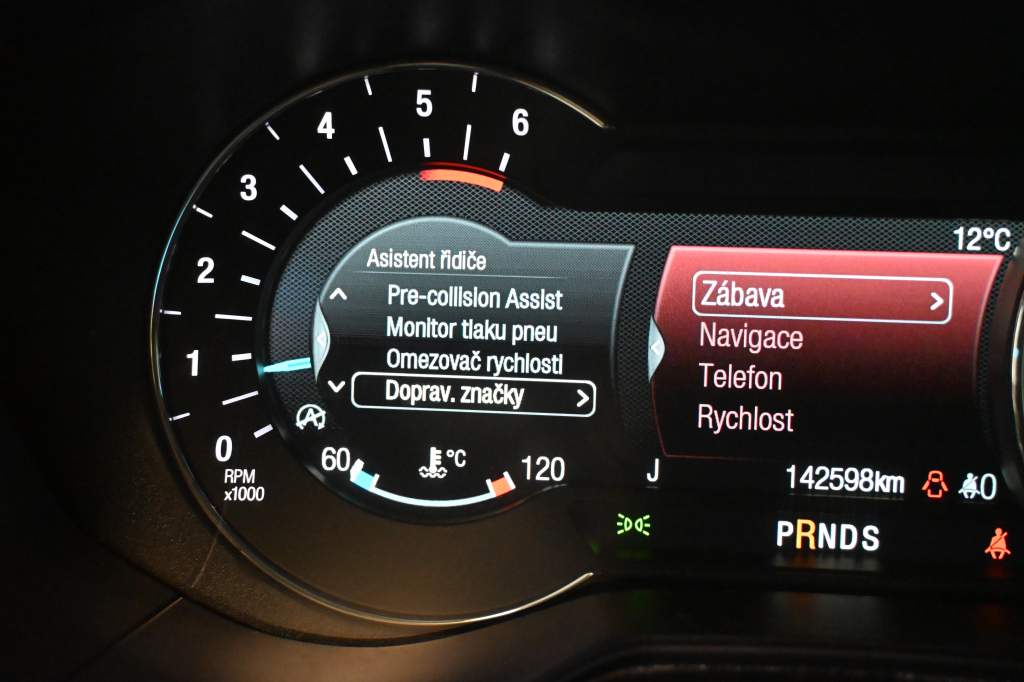 6
5
4
3
2
1
0
RPM
x1000
12°C
Asistent řidiče
Pre-collision Assist
Monitor tlaku pneu
Omezovač rychlosti
Doprav. značky >
Zábava >
Navigace
Telefon
Rychlost
60 °C 120
J
142598km
0
PRNDS
A